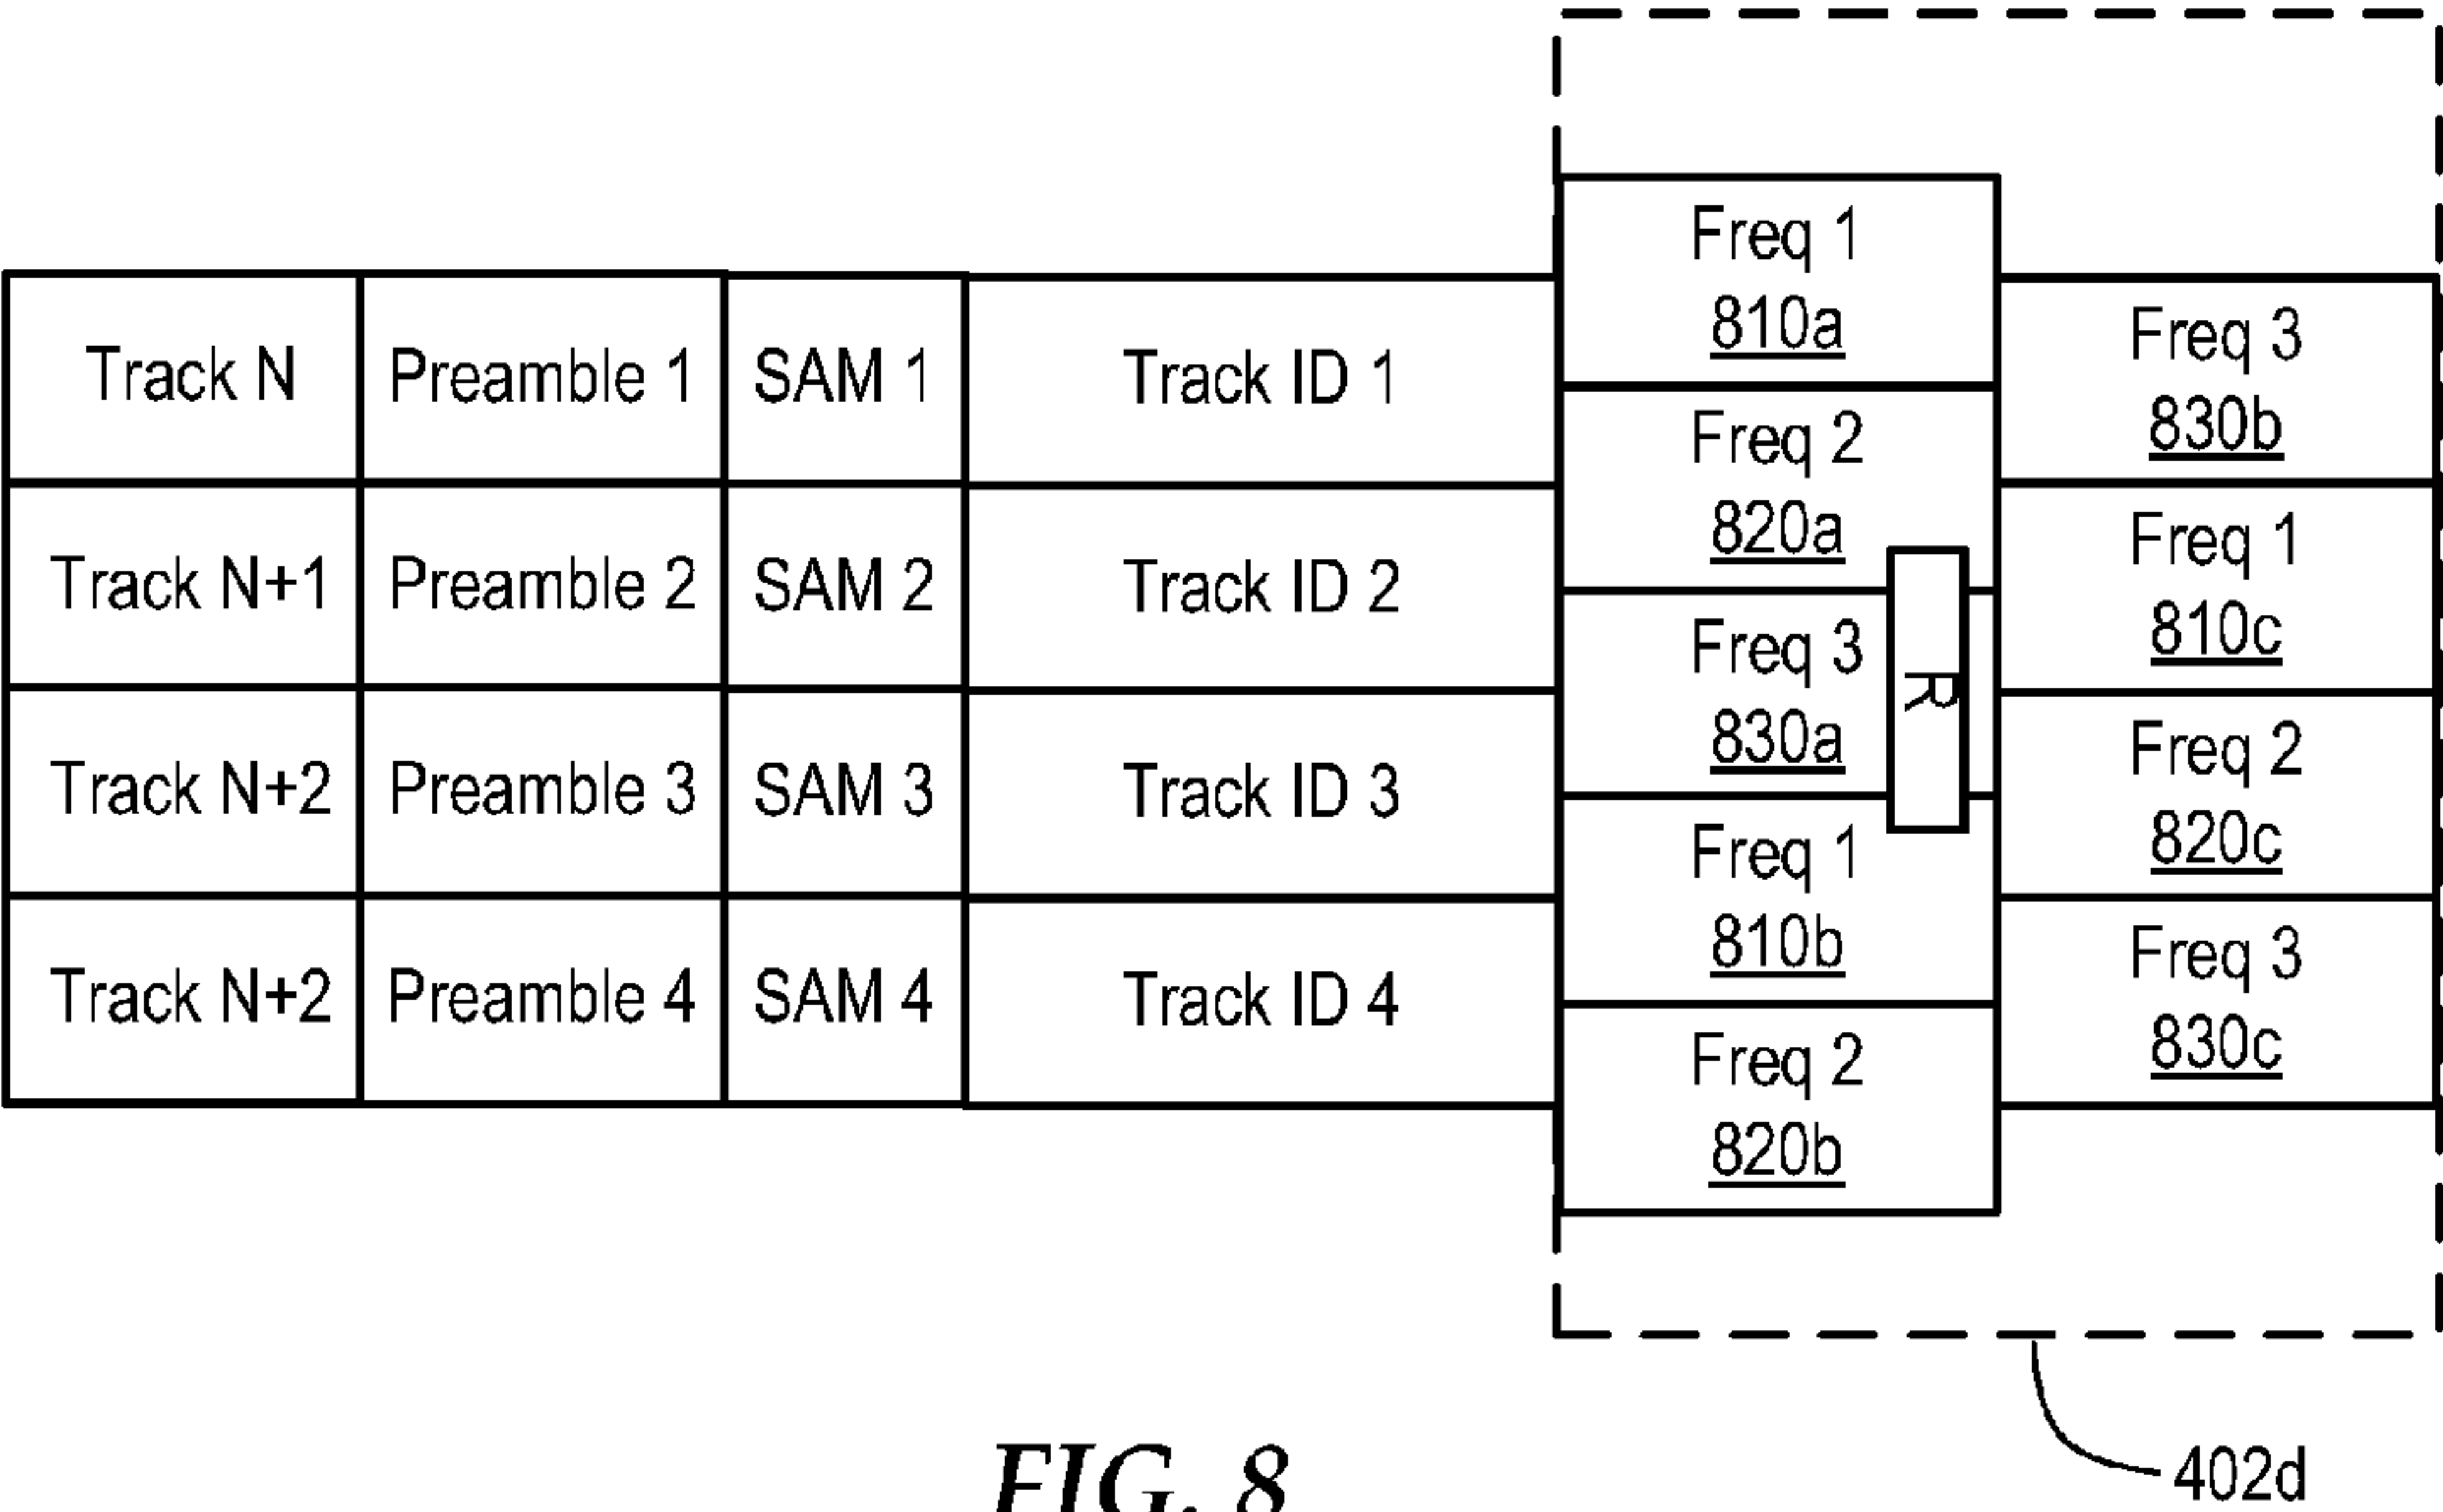 Freq 1
810a
Track N Preamble 1 SAM 1 Track ID 1
Freq 3
830b
Freq 2
820a
Track N+1 Preamble 2 SAM 2 Track ID 2
Freq 1
810c
Freq 3
830a
R
Track N+2 Preamble 3 SAM 3 Track ID 3
Freq 2
820c
Freq 1
810b
Track N+2 Preamble 4 SAM 4 Track ID 4
Freq 3
830c
Freq 2
820b
402d
FIG. 8